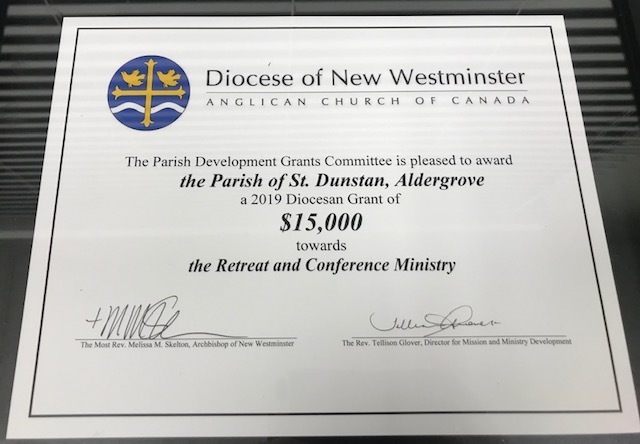 Diocese of New Westminster
ANGLICAN CHURCH OF CANADA
The Parish Development Grants Committee is pleased to award
the Parish of St. Dunstan, Aldergrove
a 2019 Diocesan Grant of
$15,000
towards
the Retreat and Conference Ministry
The Most Rev. Melissa M. Skelton, Archbishop of New Westminster
The Rev. Tellison Glover, Director for Mission and Ministry Development